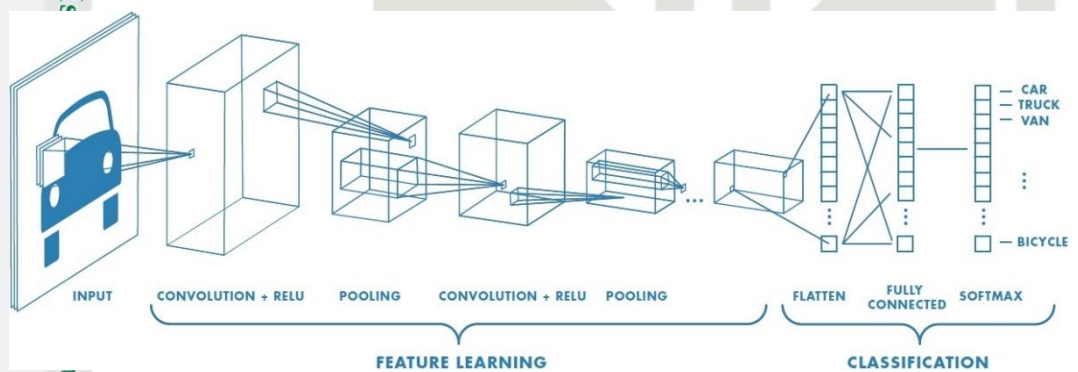 CAR
TRUCK
VAN
BICYCLE
INPUT
CONVOLUTION + RELU
POOLING
CONVOLUTION + RELU
POOLING
FLATTEN
FULLY
CONNECTED
SOFTMAX
FEATURE LEARNING
CLASSIFICATION